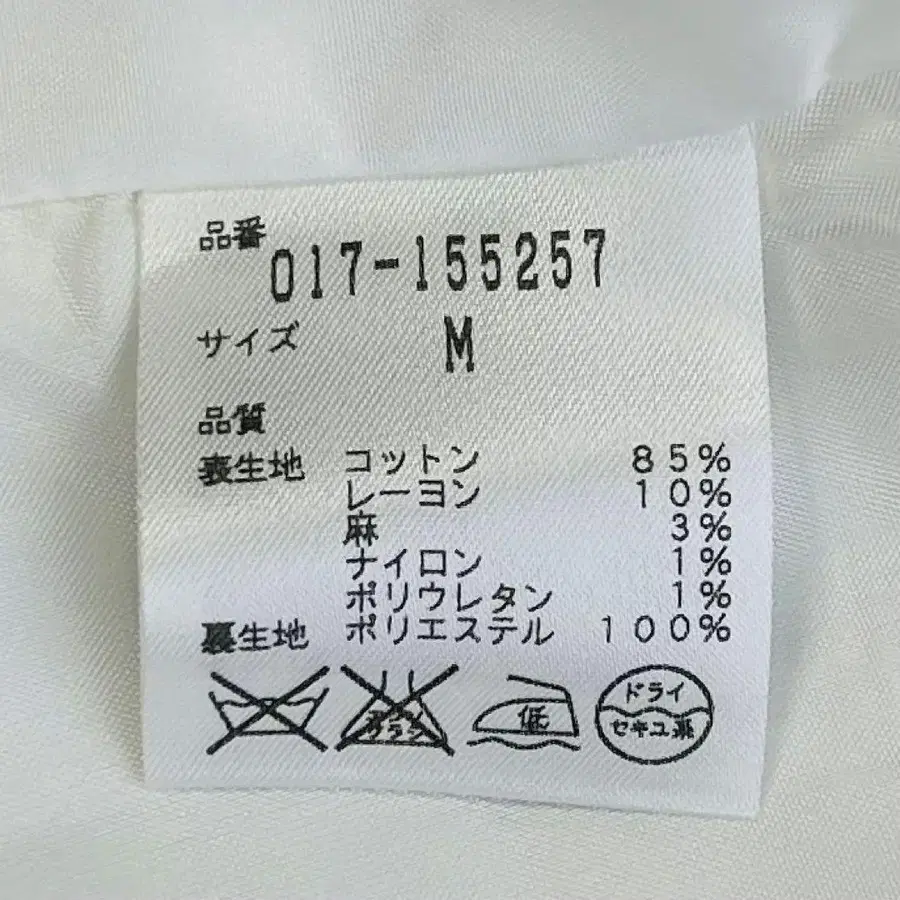 品番
017-155257
サイズ M
品質
表生地 コットン 85%
レーヨン 10%
麻 3%
ナイロン 1%
ポリウレタン 1%
裏生地 ポリエステル 100%
低
ドライ
セキユ系